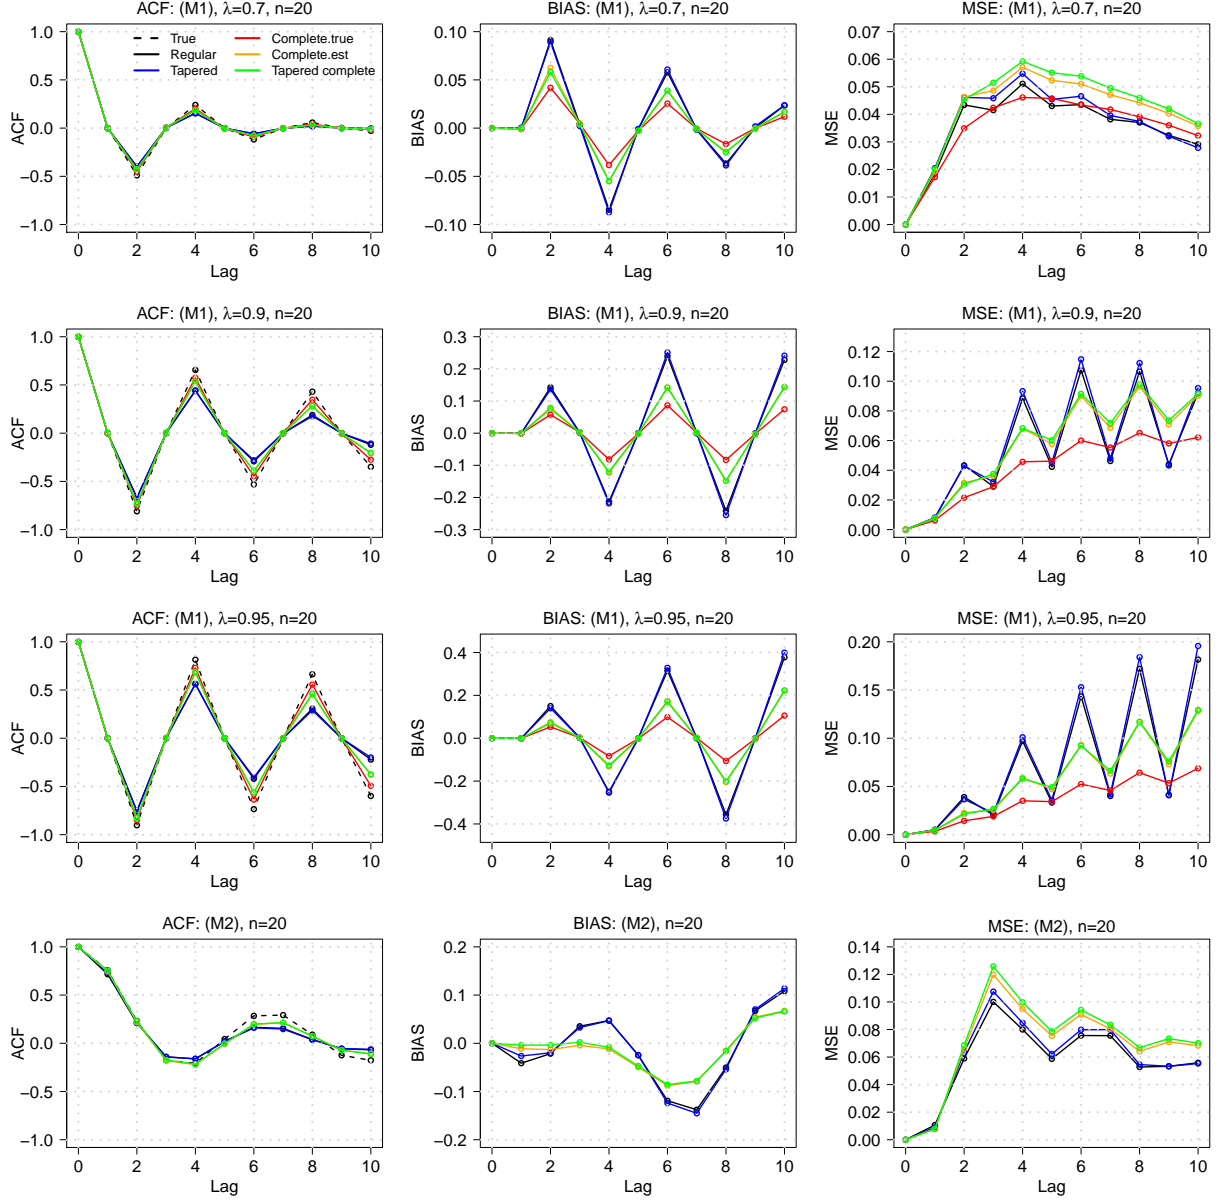 ACF: (M1), λ=0.7, n=20
BIAS: (M1), λ=0.7, n=20
MSE: (M1), λ=0.7, n=20
True
Regular
Tapered
Complete.true
Complete.est
Tapered complete
ACF
1.0
0.5
0.0
−0.5
−1.0
0 2 4 6 8 10
Lag
BIAS
0.10
0.05
0.00
−0.05
−0.10
0 2 4 6 8 10
Lag
MSE
0.07
0.06
0.05
0.04
0.03
0.02
0.01
0.00
0 2 4 6 8 10
Lag
ACF: (M1), λ=0.9, n=20
BIAS: (M1), λ=0.9, n=20
MSE: (M1), λ=0.9, n=20
ACF
1.0
0.5
0.0
−0.5
−1.0
0 2 4 6 8 10
Lag
BIAS
0.3
0.2
0.1
0.0
−0.1
−0.2
−0.3
0 2 4 6 8 10
Lag
MSE
0.12
0.10
0.08
0.06
0.04
0.02
0.00
0 2 4 6 8 10
Lag
ACF: (M1), λ=0.95, n=20
BIAS: (M1), λ=0.95, n=20
MSE: (M1), λ=0.95, n=20
ACF
1.0
0.5
0.0
−0.5
−1.0
0 2 4 6 8 10
Lag
BIAS
0.4
0.2
0.0
−0.2
−0.4
0 2 4 6 8 10
Lag
MSE
0.20
0.15
0.10
0.05
0.00
0 2 4 6 8 10
Lag
ACF: (M2), n=20
BIAS: (M2), n=20
MSE: (M2), n=20
ACF
1.0
0.5
0.0
−0.5
−1.0
0 2 4 6 8 10
Lag
BIAS
0.2
0.1
0.0
−0.1
−0.2
0 2 4 6 8 10
Lag
MSE
0.14
0.12
0.10
0.08
0.06
0.04
0.02
0.00
0 2 4 6 8 10
Lag